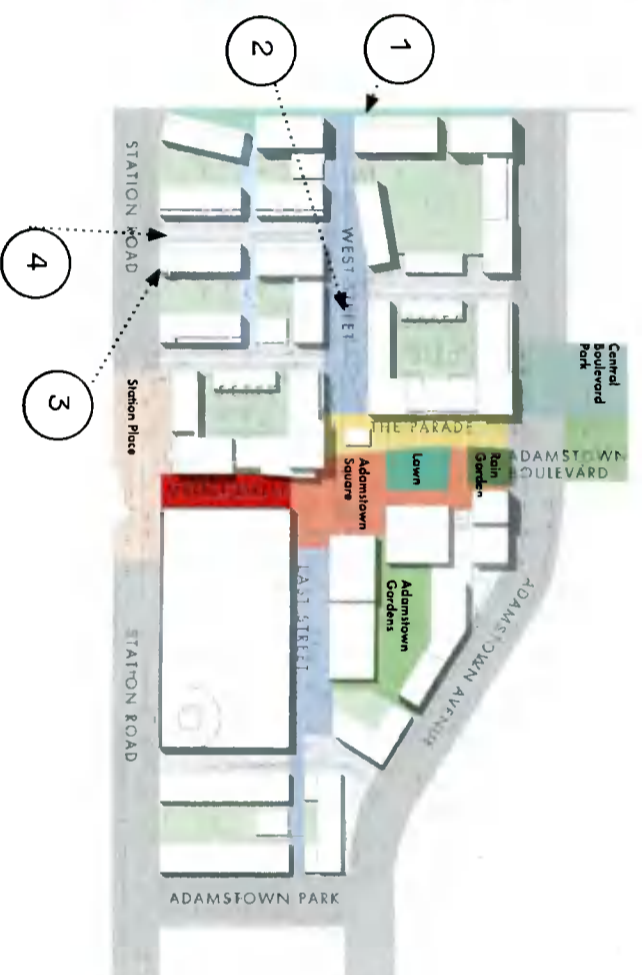 Central
Boulevard
Park
ADAMSTOWN
BOULEVARD
ADAMSTOWN AVENUE
Rain
Garden
Lawn
THE PARADE
Adamstown
Gardens
Adamstown
Square
1
WEST STREET
EAST STREET
2
ADAMSTOWN PARK
STATION ROAD
Station Place
STATION ROAD
3
4